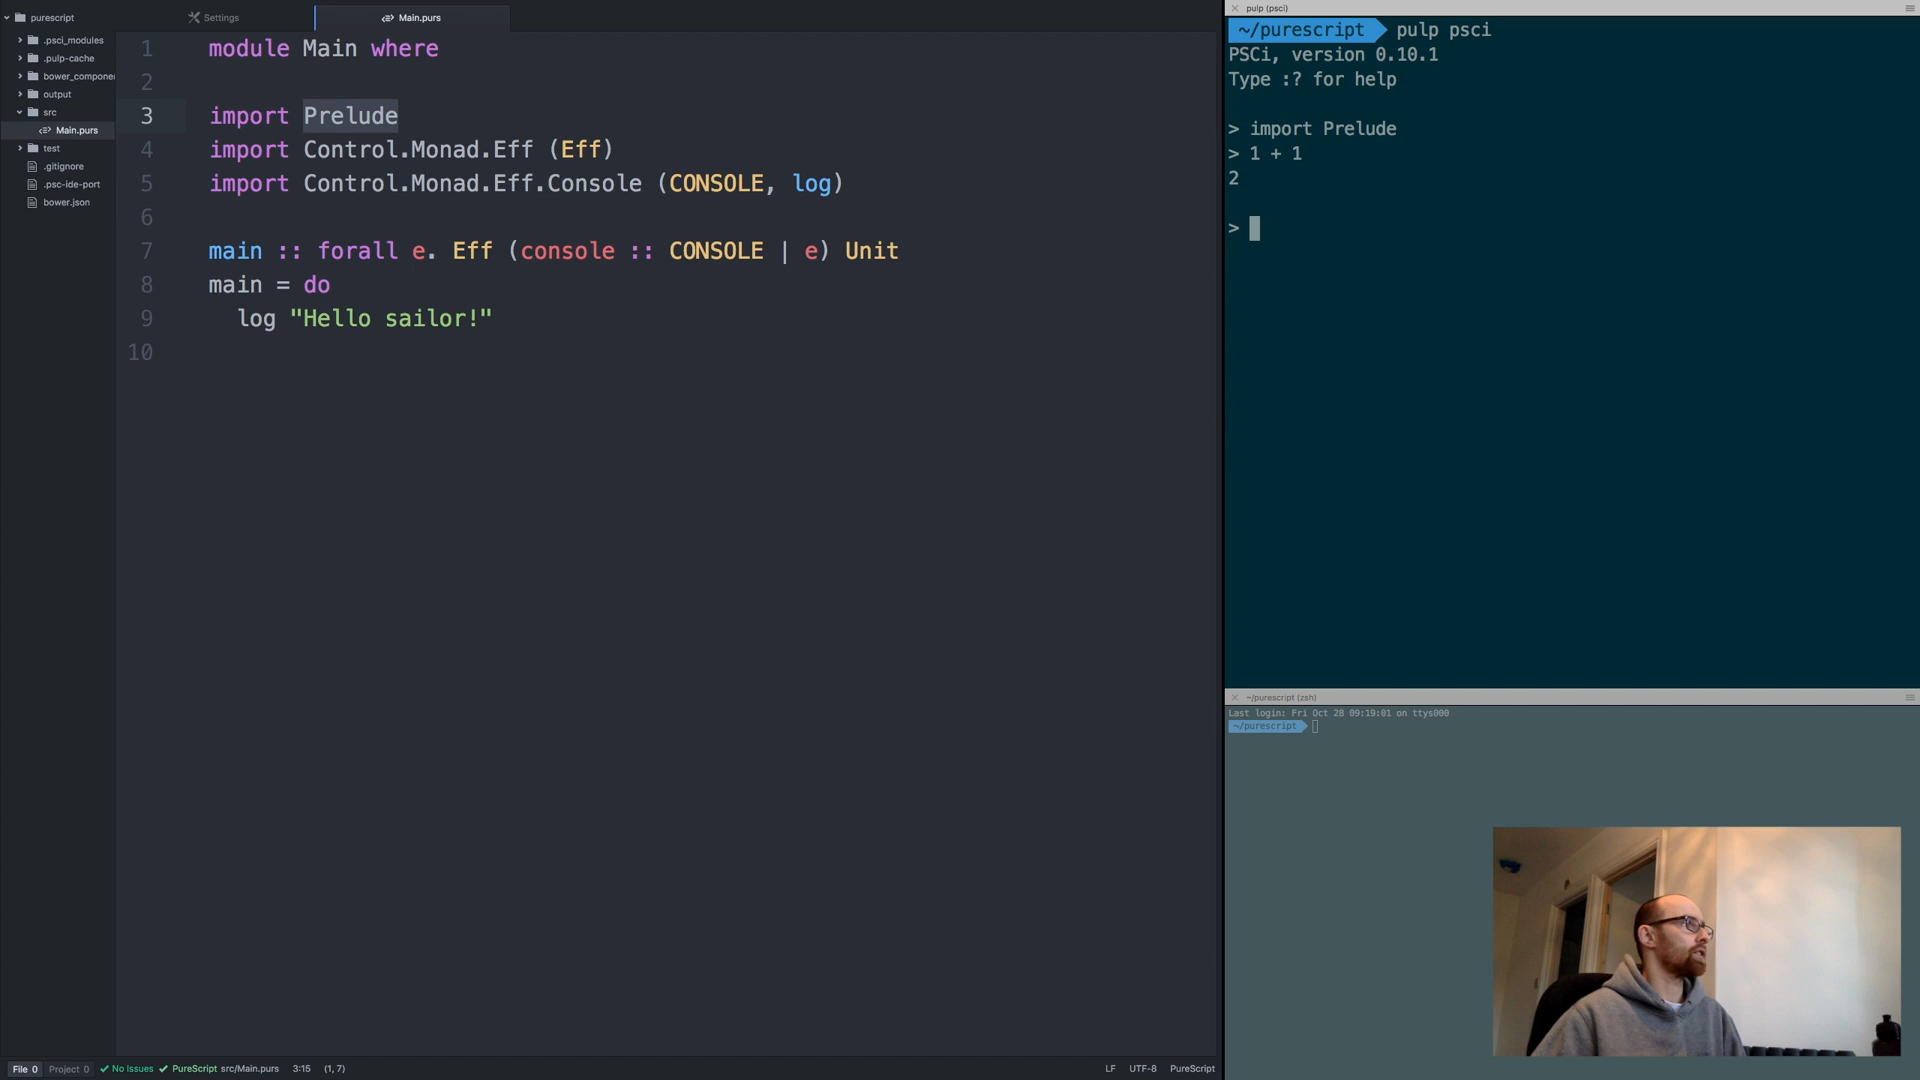 purescript
.psci_modules
.pulp-cache
bower_compone
output
src
Main.purs
test
.gitignore
.psc-ide-port
bower.json
Settings
Main.purs
1 module Main where
2
3 import Prelude
4 import Control.Monad.Eff (Eff)
5 import Control.Monad.Eff.Console (CONSOLE, log)
6
7 main :: forall e. Eff (console :: CONSOLE | e) Unit
8 main = do
9 log "Hello sailor!"
10
File 0 Project 0 No Issues PureScript src/Main.purs 3:15 (1, 7) LF UTF-8 PureScript
pulp (psci)
~/purescript pulp psci
PSCi, version 0.10.1
Type :? for help
> import Prelude
> 1 + 1
2
>
~/purescript (zsh)
Last login: Fri Oct 28 09:19:01 on ttys000
~/purescript